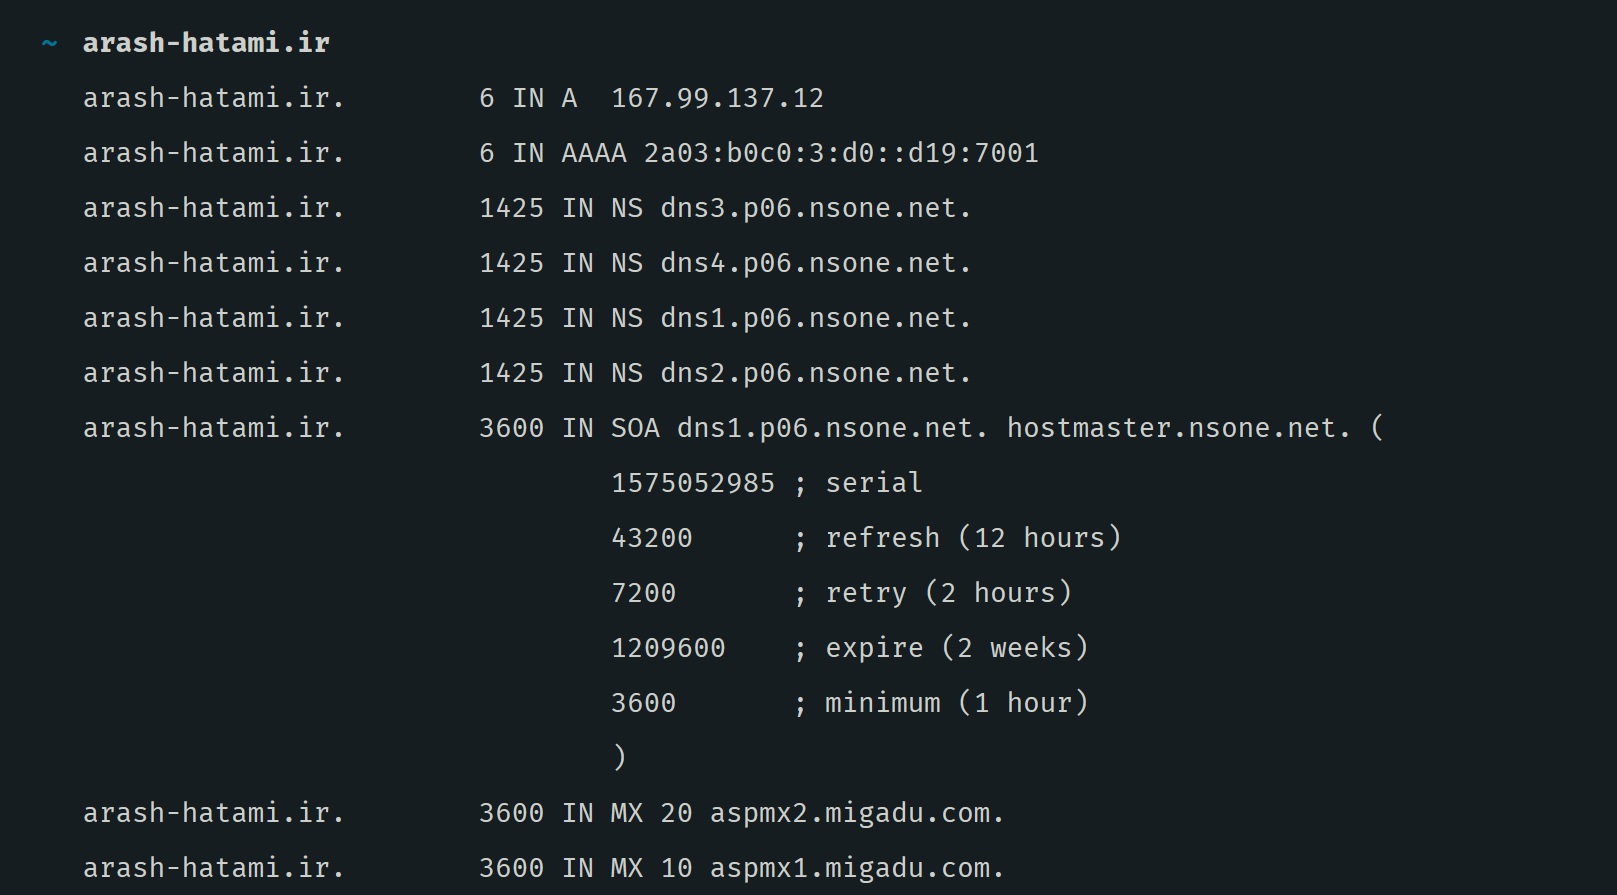 ~ arash-hatami.ir
arash-hatami.ir. 6 IN A 167.99.137.12
arash-hatami.ir. 6 IN AAAA 2a03:b0c0:3:d0::d19:7001
arash-hatami.ir. 1425 IN NS dns3.p06.nsone.net.
arash-hatami.ir. 1425 IN NS dns4.p06.nsone.net.
arash-hatami.ir. 1425 IN NS dns1.p06.nsone.net.
arash-hatami.ir. 1425 IN NS dns2.p06.nsone.net.
arash-hatami.ir. 3600 IN SOA dns1.p06.nsone.net. hostmaster.nsone.net. (
1575052985 ; serial
43200 ; refresh (12 hours)
7200 ; retry (2 hours)
1209600 ; expire (2 weeks)
3600 ; minimum (1 hour)
)
arash-hatami.ir. 3600 IN MX 20 aspmx2.migadu.com.
arash-hatami.ir. 3600 IN MX 10 aspmx1.migadu.com.